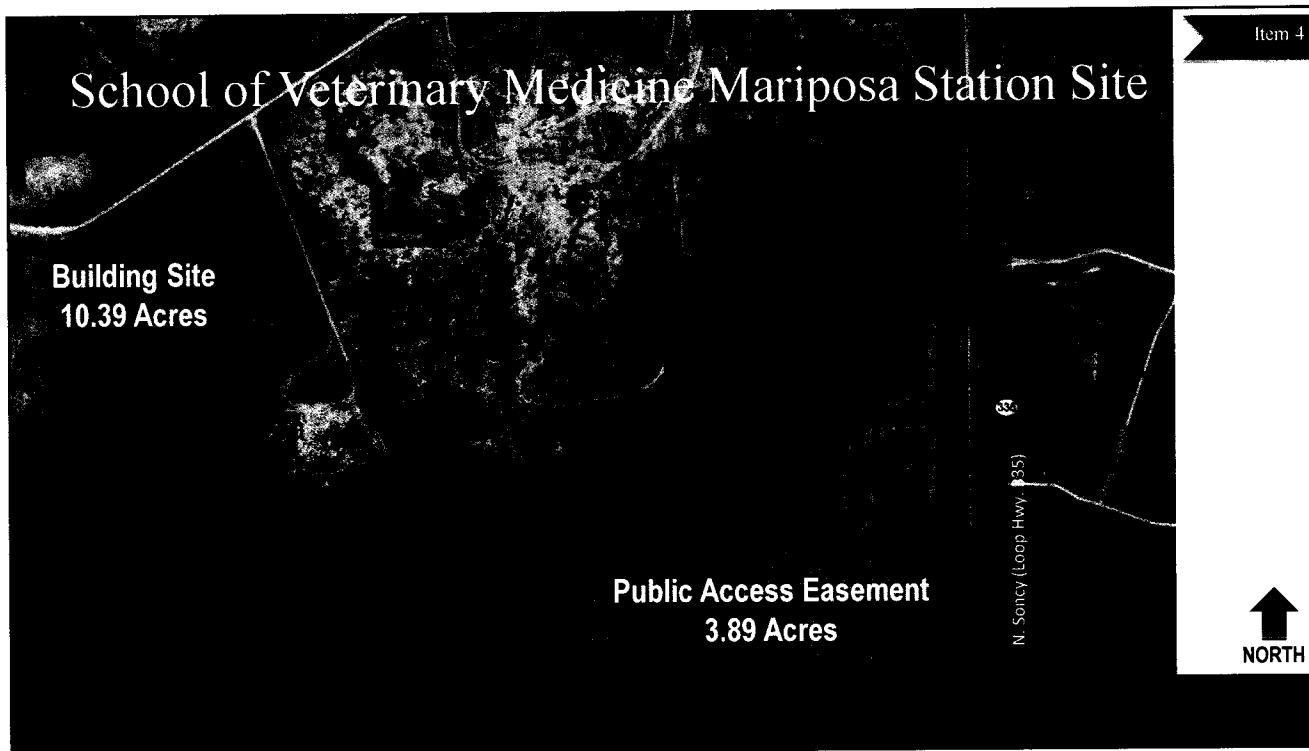 Item 4
School of Veterinary Medicine Mariposa Station Site
Building Site
10.39 Acres
335
N. Soncy (Loop Hwy. 335)
Public Access Easement
3.89 Acres
NORTH